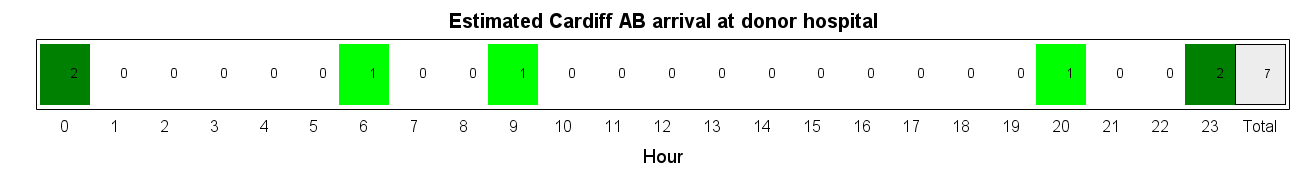 Estimated Cardiff AB arrival at donor hospital
2 0 0 0 0 0 1 0 0 1 0 0 0 0 0 0 0 0 0 0 1 0 0 2 7
0 1 2 3 4 5 6 7 8 9 10 11 12 13 14 15 16 17 18 19 20 21 22 23 Total
Hour